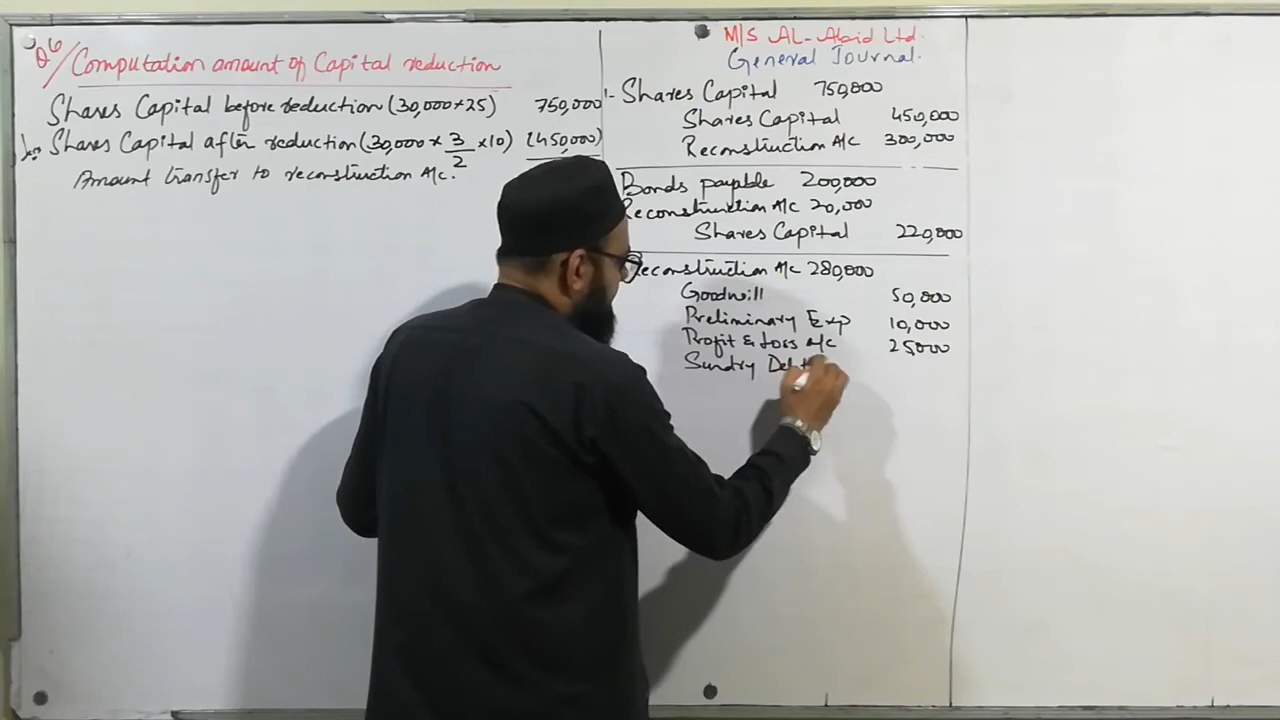 Q6/ Computation amount of Capital reduction
Shares Capital before reduction (30,000×25) 750,000
Less: Shares Capital after reduction (30,000 × 3/2 ×10) (450,000)
Amount transfer to reconstruction A/c.
M/S AL-Abid Ltd.
General Journal.
1- Shares Capital 750,000
Shares Capital 450,000
Reconstruction A/c 300,000
Bonds payable 200,000
Reconstruction A/c 20,000
Shares Capital 220,000
Reconstruction A/c 280,000
Goodwill 50,000
Preliminary Exp 10,000
Profit & Loss A/c 25000
Sundry Debt